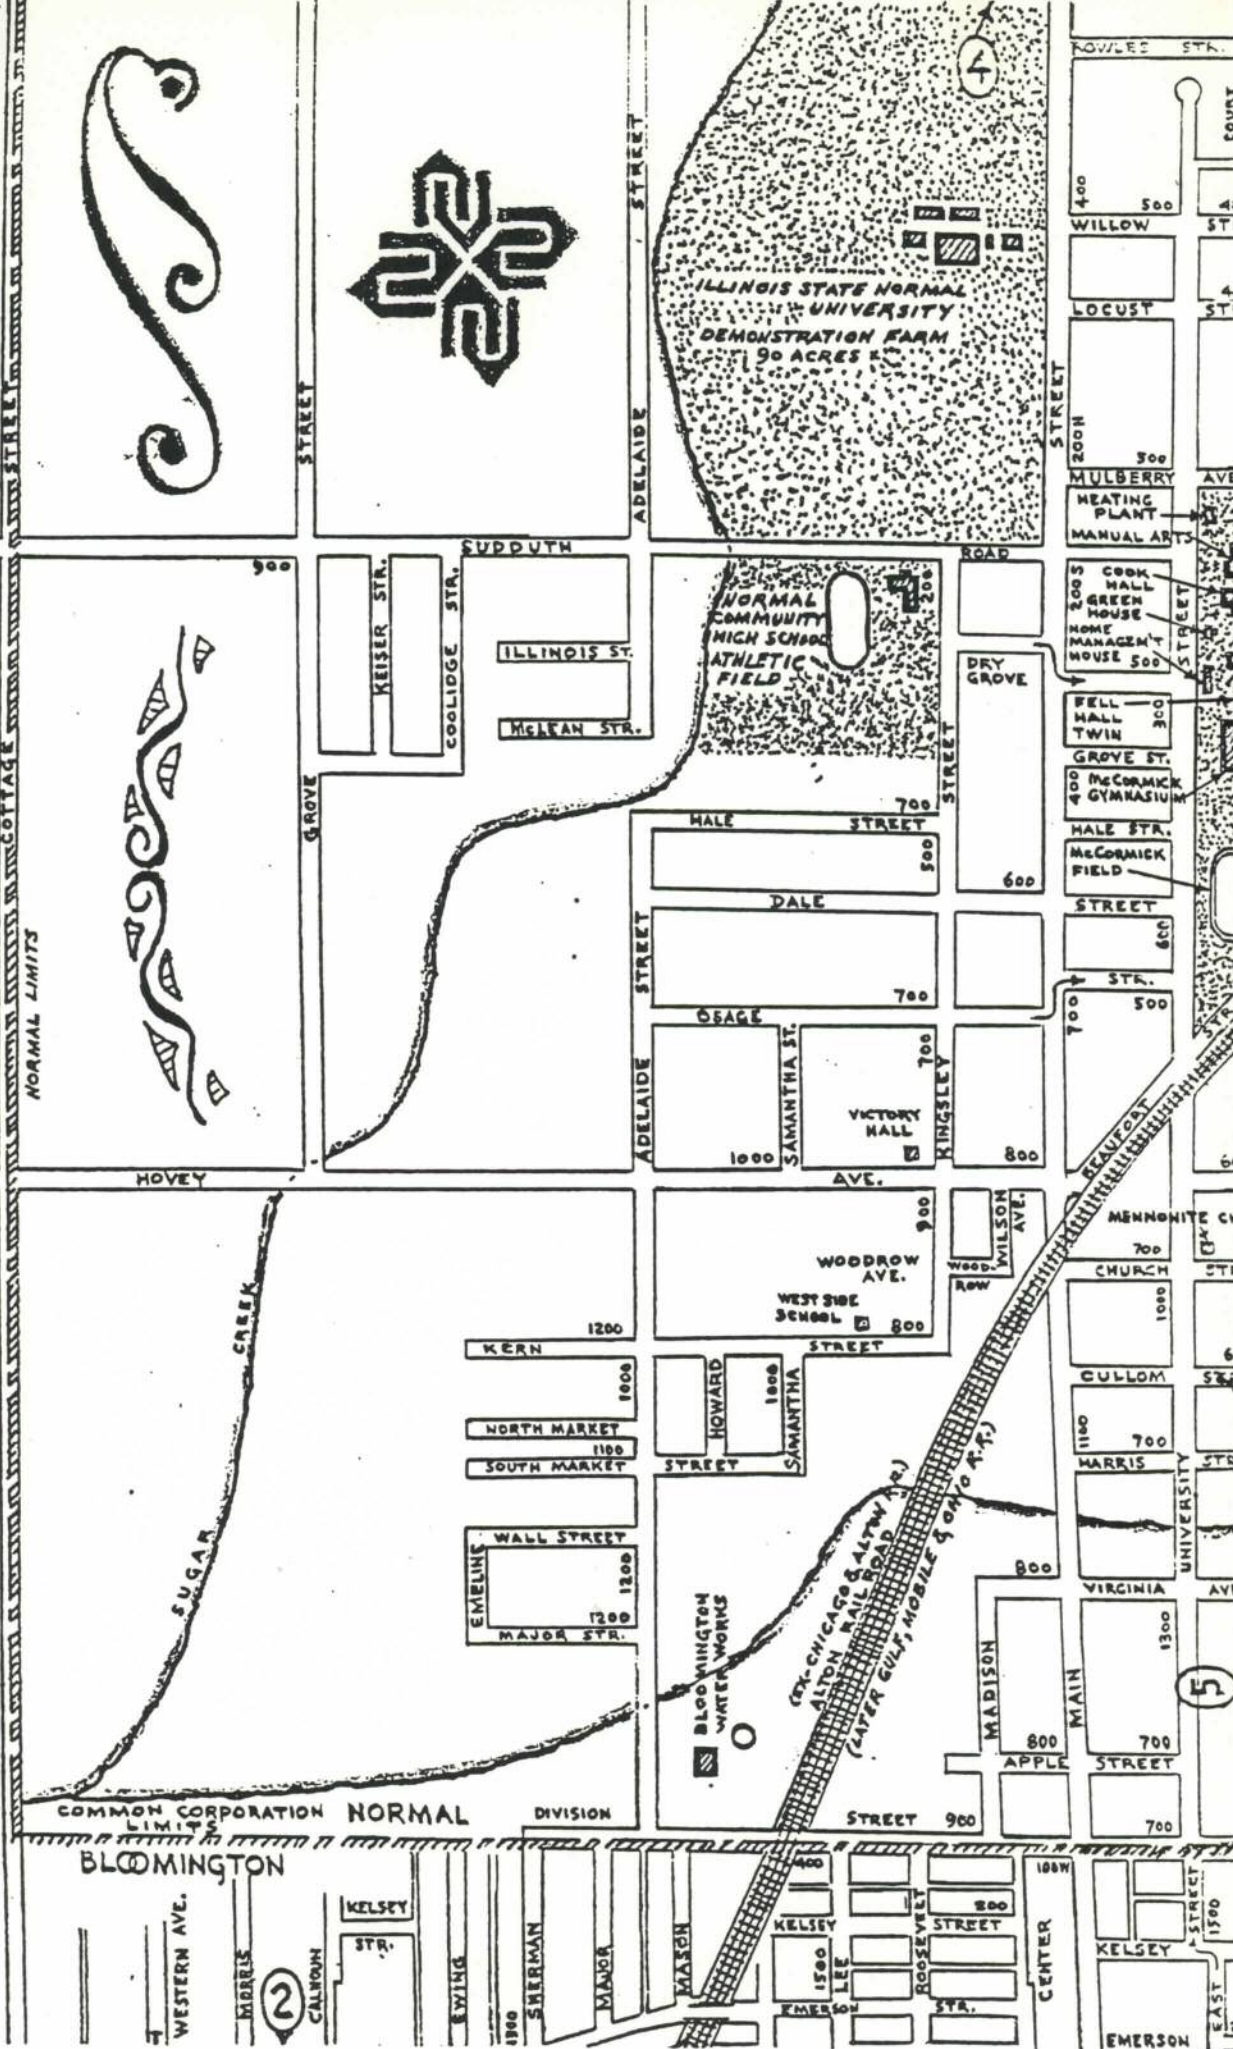 FOWLES STR.
4
COURT
400
500
WILLOW ST
LOCUST ST
ILLINOIS STATE NORMAL
UNIVERSITY
DEMONSTRATION FARM
90 ACRES
STREET
STREET
STREET
ADELAIDE
STREET
200N
500
MULBERRY AVE
HEATING
PLANT
MANUAL ARTS
SUDDUTH ROAD
900
KEISER STR.
COOLIDGE STR.
ILLINOIS ST.
McLEAN STR.
NORMAL
COMMUNITY
HIGH SCHOOL
ATHLETIC
FIELD
200
200S
COOK
HALL
GREEN
HOUSE
HOME
MANAGEM'T
HOUSE
500
STREET
DRY
GROVE
FELL
HALL
TWIN
300
GROVE ST.
400
McCORMICK
GYMNASIUM
COTTAGE
GROVE
STREET
700
HALE STREET
HALE STR.
500
600
McCORMICK
FIELD
DALE STREET
600
NORMAL LIMITS
STREET
700
STR.
500
700
OSAGE
ADELAIDE
SAMANTHA ST.
700
KINGSLEY
VICTORY
HALL
1000
800
BEAUFORT STR
HOVEY AVE.
900
WILSON
AVE.
MENNONITE
WOODROW
AVE.
WOOD-
ROW
700
CHURCH STR
WEST SIDE
SCHOOL
800
1000
SUGAR CREEK
1200
KERN STREET
1000
HOWARD
1000
SAMANTHA
CULLOM
1100
700
NORTH MARKET
1100
SOUTH MARKET STREET
HARRIS STR
UNIVERSITY
WALL STREET
EMELINE
1200
1200
MAJOR STR.
(EX-CHICAGO & ALTON R.R.)
ALTON RAIL ROAD
(LATER GULF, MOBILE & OHIO R.R.)
800
VIRGINIA AV
BLOOMINGTON
WATER WORKS
MADISON
MAIN
1300
5
800
700
APPLE STREET
COMMON CORPORATION
LIMITS
NORMAL
DIVISION STREET
900
700
BLOOMINGTON
400
100W
WESTERN AVE.
MORRIS
2
CALHOUN
KELSEY
STR.
EWING
1300
SHERMAN
MAJOR
MASON
KELSEY STREET
200
1500
LEE
ROOSEVELT
EMERSON STR.
CENTER
STREET
1500
KELSEY
EAST
EMERSON